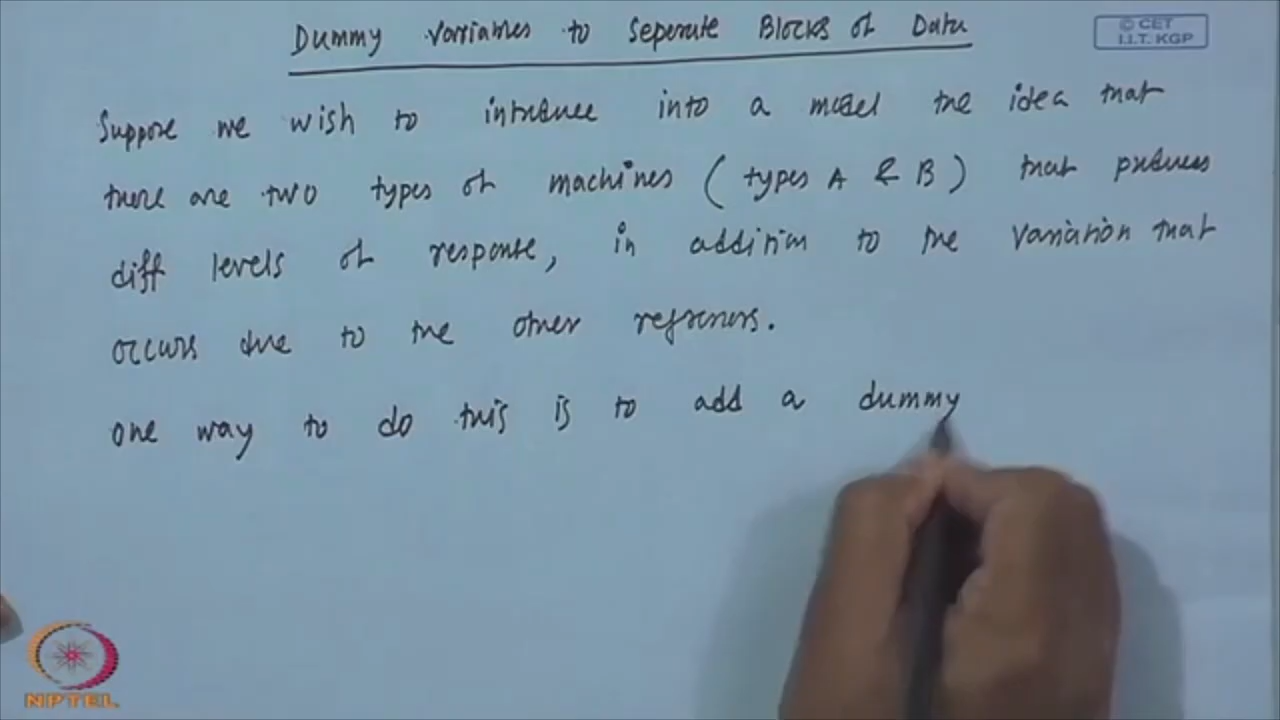 Dummy variables to Seperate Blocks of Data
© CET
I.I.T. KGP
Suppose we wish to introduce into a model the idea that
there are two types of machines ( types A & B ) that produces
diff levels of response, in addition to the variation that
occurs due to the other regressors.
one way to do this is to add a dummy
NPTEL